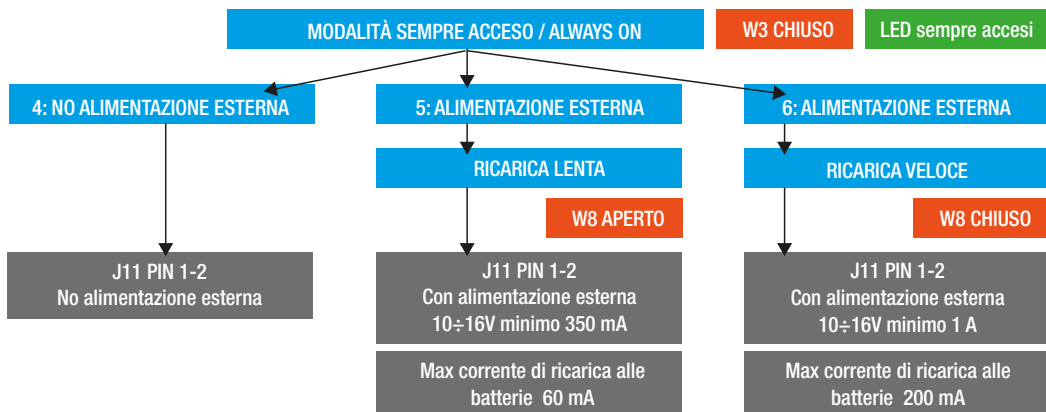 MODALITÀ SEMPRE ACCESO / ALWAYS ON
W3 CHIUSO
LED sempre accesi
4: NO ALIMENTAZIONE ESTERNA
5: ALIMENTAZIONE ESTERNA
6: ALIMENTAZIONE ESTERNA
RICARICA LENTA
RICARICA VELOCE
W8 APERTO
W8 CHIUSO
J11 PIN 1-2
No alimentazione esterna
J11 PIN 1-2
Con alimentazione esterna
10÷16V minimo 350 mA
J11 PIN 1-2
Con alimentazione esterna
10÷16V minimo 1 A
Max corrente di ricarica alle
batterie 60 mA
Max corrente di ricarica alle
batterie 200 mA